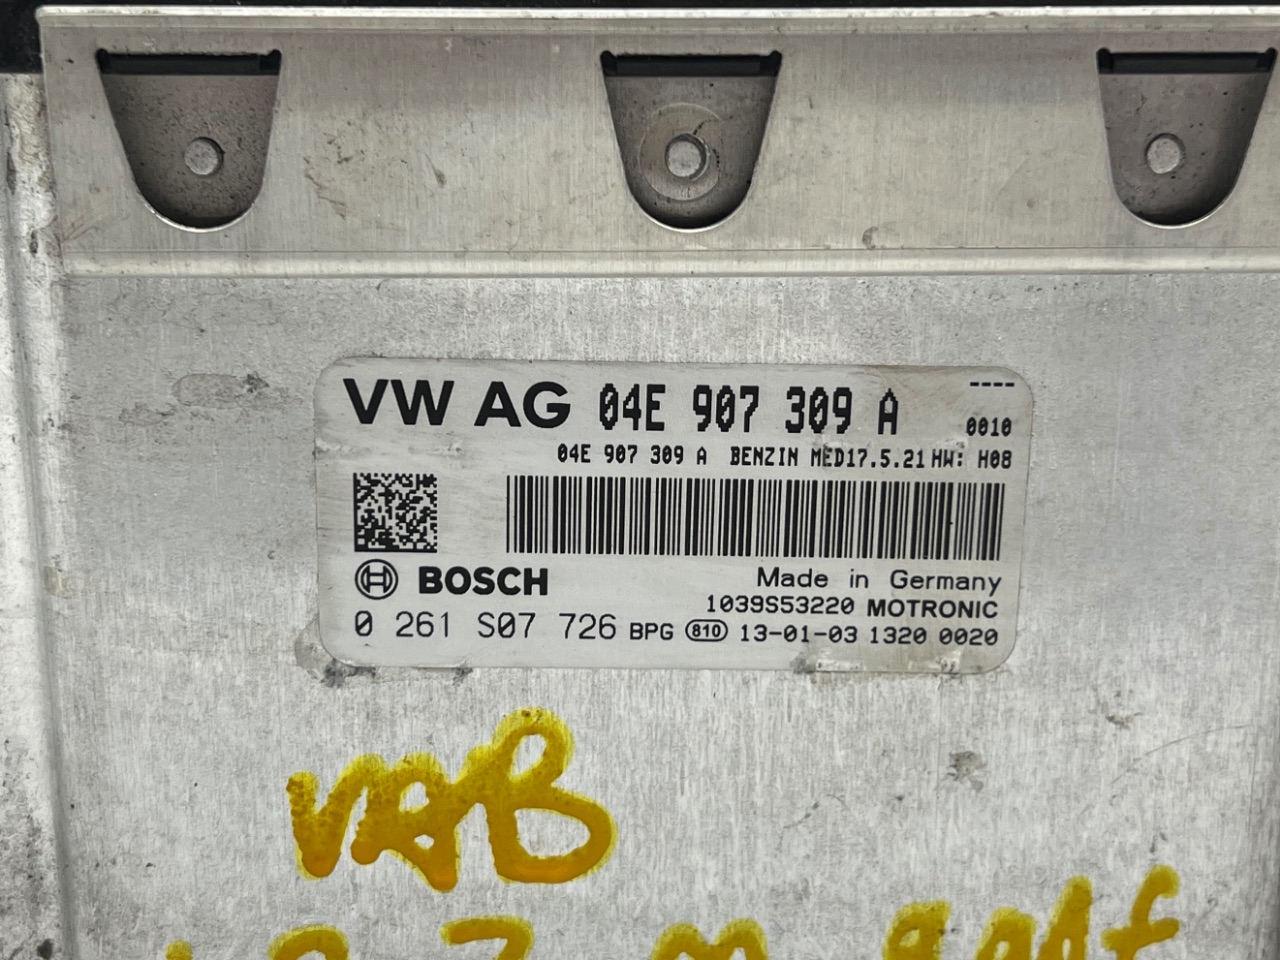 VW AG 04E 907 309 A ----
0010
04E 907 309 A BENZIN MED17.5.21 HW: H08
BOSCH
Made in Germany
1039S53220 MOTRONIC
0 261 S07 726 BPG 810 13-01-03 1320 0020